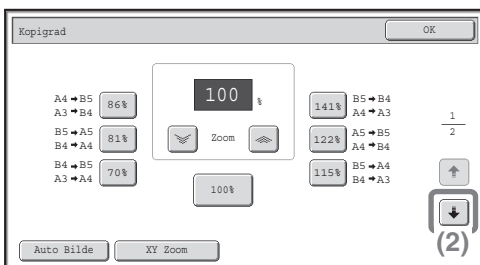 Kopigrad
OK
100 %
Zoom
100%
A4→B5
A3→B4
86%
B5→A5
B4→A4
81%
B4→B5
A3→A4
70%
141%
B5→B4
A4→A3
122%
A5→B5
A4→B4
115%
B5→A4
B4→A3
1
2
(2)
Auto Bilde
XY Zoom